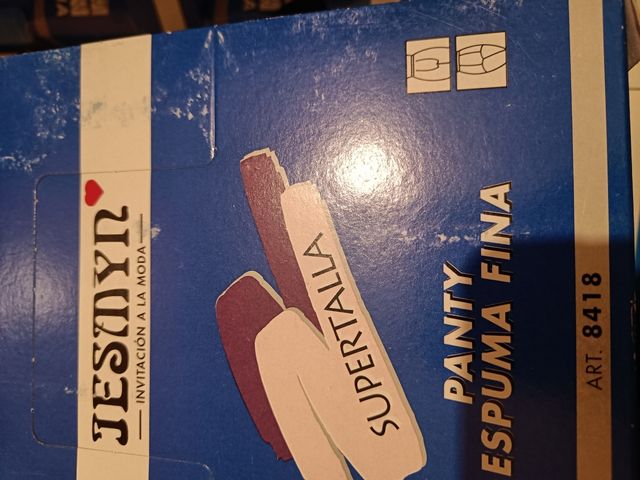 JESMYN
INVITACIÓN A LA MODA
SUPERTALLA
PANTY
ESPUMA FINA
ART. 8418